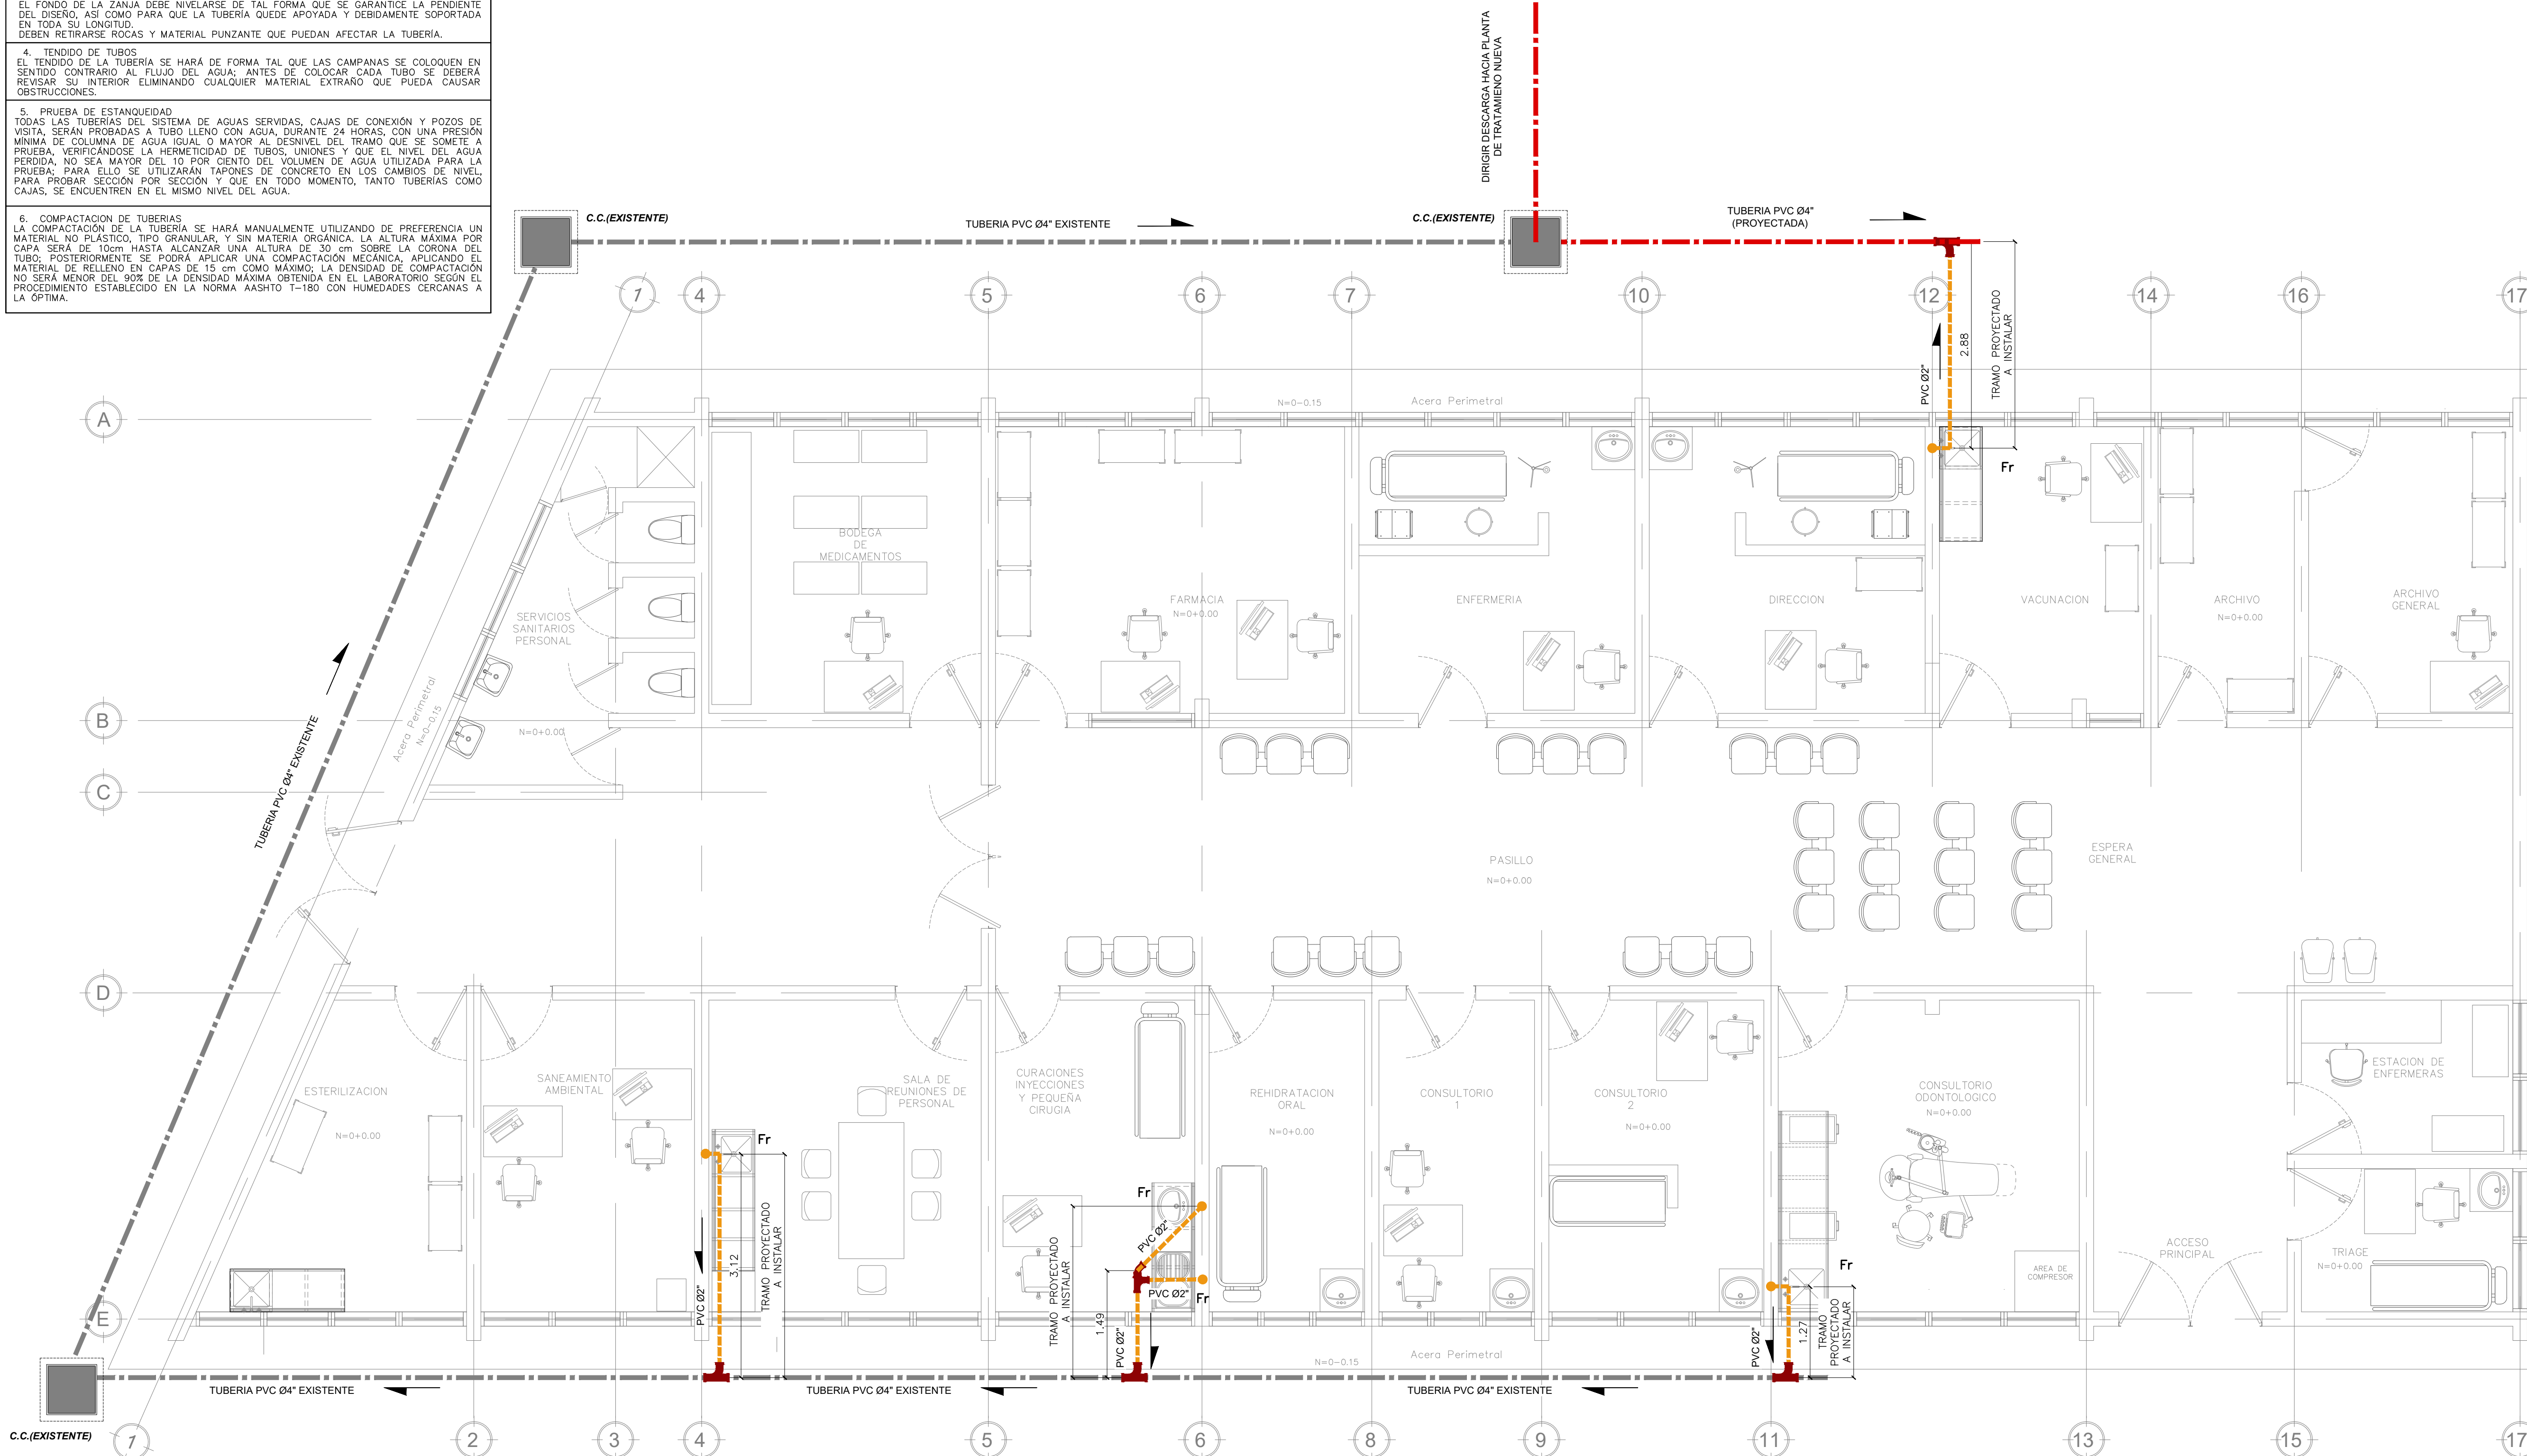 EL FONDO DE LA ZANJA DEBE NIVELARSE DE TAL FORMA QUE SE GARANTICE LA PENDIENTE
DEL DISEÑO, ASÍ COMO PARA QUE LA TUBERÍA QUEDE APOYADA Y DEBIDAMENTE SOPORTADA
EN TODA SU LONGITUD.
DEBEN RETIRARSE ROCAS Y MATERIAL PUNZANTE QUE PUEDAN AFECTAR LA TUBERÍA.
4. TENDIDO DE TUBOS
EL TENDIDO DE LA TUBERÍA SE HARÁ DE FORMA TAL QUE LAS CAMPANAS SE COLOQUEN EN
SENTIDO CONTRARIO AL FLUJO DEL AGUA; ANTES DE COLOCAR CADA TUBO SE DEBERÁ
REVISAR SU INTERIOR ELIMINANDO CUALQUIER MATERIAL EXTRAÑO QUE PUEDA CAUSAR
OBSTRUCCIONES.
5. PRUEBA DE ESTANQUEIDAD
TODAS LAS TUBERÍAS DEL SISTEMA DE AGUAS SERVIDAS, CAJAS DE CONEXIÓN Y POZOS DE
VISITA, SERÁN PROBADAS A TUBO LLENO CON AGUA, DURANTE 24 HORAS, CON UNA PRESIÓN
MÍNIMA DE COLUMNA DE AGUA IGUAL O MAYOR AL DESNIVEL DEL TRAMO QUE SE SOMETE A
PRUEBA, VERIFICÁNDOSE LA HERMETICIDAD DE TUBOS, UNIONES Y QUE EL NIVEL DEL AGUA
PERDIDA, NO SEA MAYOR DEL 10 POR CIENTO DEL VOLUMEN DE AGUA UTILIZADA PARA LA
PRUEBA; PARA ELLO SE UTILIZARÁN TAPONES DE CONCRETO EN LOS CAMBIOS DE NIVEL,
PARA PROBAR SECCIÓN POR SECCIÓN Y QUE EN TODO MOMENTO, TANTO TUBERÍAS COMO
CAJAS, SE ENCUENTREN EN EL MISMO NIVEL DEL AGUA.
6. COMPACTACION DE TUBERIAS
LA COMPACTACIÓN DE LA TUBERÍA SE HARÁ MANUALMENTE UTILIZANDO DE PREFERENCIA UN
MATERIAL NO PLÁSTICO, TIPO GRANULAR, Y SIN MATERIA ORGÁNICA. LA ALTURA MÁXIMA POR
CAPA SERÁ DE 10cm HASTA ALCANZAR UNA ALTURA DE 30 cm SOBRE LA CORONA DEL
TUBO; POSTERIORMENTE SE PODRÁ APLICAR UNA COMPACTACIÓN MECÁNICA, APLICANDO EL
MATERIAL DE RELLENO EN CAPAS DE 15 cm COMO MÁXIMO; LA DENSIDAD DE COMPACTACIÓN
NO SERÁ MENOR DEL 90% DE LA DENSIDAD MÁXIMA OBTENIDA EN EL LABORATORIO SEGÚN EL
PROCEDIMIENTO ESTABLECIDO EN LA NORMA AASHTO T-180 CON HUMEDADES CERCANAS A
LA ÓPTIMA.
DIRIGIR DESCARGA HACIA PLANTA
DE TRATAMIENO NUEVA
C.C.(EXISTENTE)
TUBERIA PVC Ø4" EXISTENTE
C.C.(EXISTENTE)
TUBERIA PVC Ø4"
(PROYECTADA)
1
4
5
6
7
10
12
14
16
17
PVC Ø2"
2.88
TRAMO PROYECTADO
A INSTALAR
A
N=0-0.15
Acera Perimetral
Fr
BODEGA
DE
MEDICAMENTOS
FARMACIA
N=0+0.00
ENFERMERIA
DIRECCION
VACUNACION
ARCHIVO
N=0+0.00
ARCHIVO
GENERAL
SERVICIOS
SANITARIOS
PERSONAL
N=0+0.00
Acera Perimetral
N=0-0.15
TUBERIA PVC Ø4" EXISTENTE
B
C
PASILLO
N=0+0.00
ESPERA
GENERAL
D
ESTERILIZACION
N=0+0.00
SANEAMIENTO
AMBIENTAL
SALA DE
REUNIONES DE
PERSONAL
CURACIONES
INYECCIONES
Y PEQUEÑA
CIRUGIA
REHIDRATACION
ORAL
N=0+0.00
CONSULTORIO
1
CONSULTORIO
2
N=0+0.00
CONSULTORIO
ODONTOLOGICO
N=0+0.00
ESTACION DE
ENFERMERAS
Fr
PVC Ø2"
3.12
TRAMO PROYECTADO
A INSTALAR
TRAMO PROYECTADO
A INSTALAR
1.49
Fr
PVC Ø2"
PVC Ø2"
Fr
PVC Ø2"
Fr
PVC Ø2"
1.27
TRAMO
PROYECTADO
A INSTALAR
AREA DE
COMPRESOR
ACCESO
PRINCIPAL
TRIAGE
N=0+0.00
E
N=0-0.15
Acera Perimetral
TUBERIA PVC Ø4" EXISTENTE
TUBERIA PVC Ø4" EXISTENTE
TUBERIA PVC Ø4" EXISTENTE
C.C.(EXISTENTE)
1
2
3
4
5
6
8
9
11
13
15
17